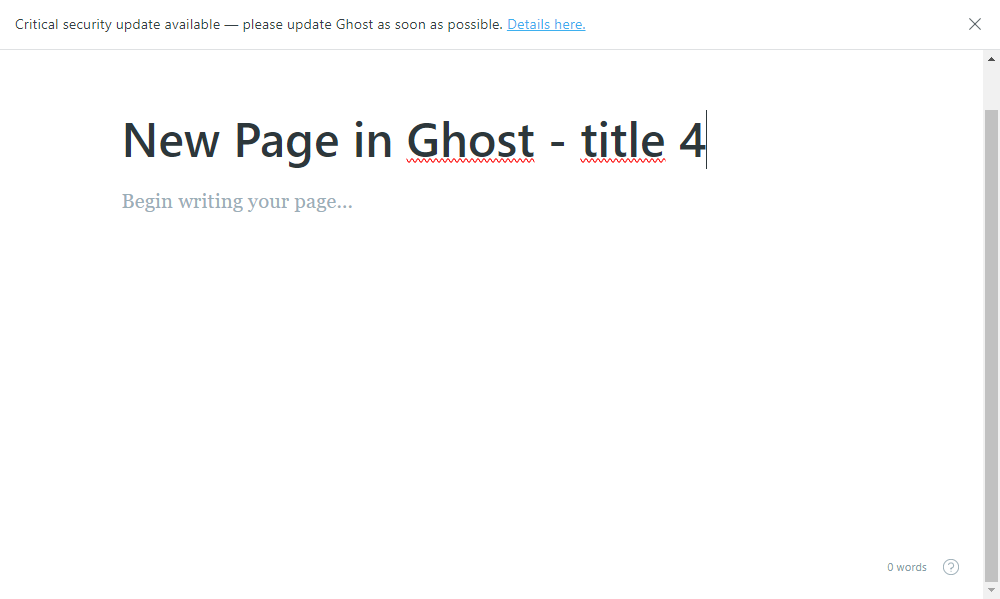 Critical security update available — please update Ghost as soon as possible. Details here.
New Page in Ghost - title 4
Begin writing your page...
0 words
?